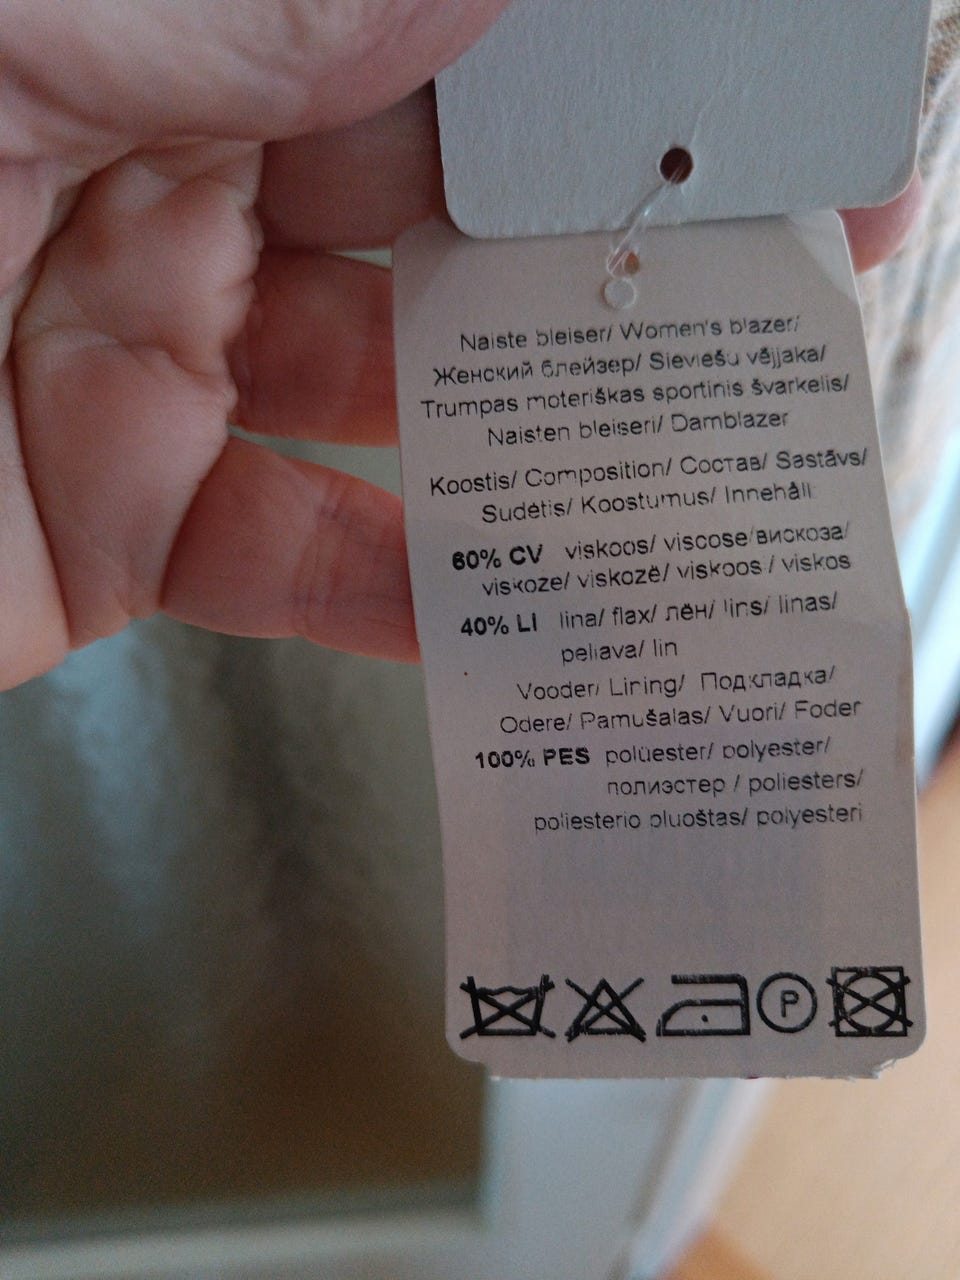 Naiste bleiser/ Women's blazer/
Женский блейзер/ Sieviešu vējjaka/
Trumpas moteriškas sportinis švarkelis/
Naisten bleiseri/ Damblazer
Koostis/ Composition/ Состав/ Sastāvs/
Sudėtis/ Koostumus/ Innehåll:
60% CV viskoos/ viscose/вискоза/
viskoze/ viskozė/ viskoos / viskos
40% LI lina/ flax/ лён/ lins/ linas/
pellava/ lin
Vooder/ Lining/ Подкладка/
Odere/ Pamušalas/ Vuori/ Foder
100% PES polüester/ polyester/
полиэстер / poliesters/
poliesterio pluoštas/ polyesteri
P